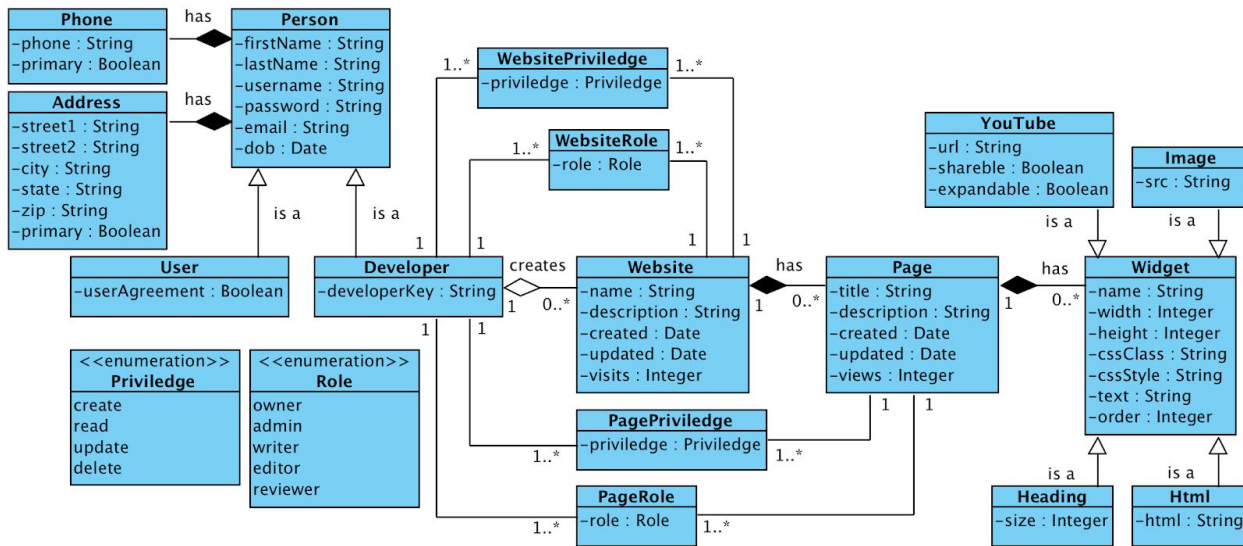 Phone
-phone : String
-primary : Boolean
has
Person
-firstName : String
-lastName : String
-username : String
-password : String
-email : String
-dob : Date
Address
-street1 : String
-street2 : String
-city : String
-state : String
-zip : String
-primary : Boolean
has
is a
is a
WebsitePriviledge
-priviledge : Priviledge
1..*
1..*
WebsiteRole
-role : Role
1..*
1..*
YouTube
-url : String
-shareble : Boolean
-expandable : Boolean
Image
-src : String
is a
is a
User
-userAgreement : Boolean
1
1
Developer
-developerKey : String
1
1
creates
1
0..*
1
1
Website
-name : String
-description : String
-created : Date
-updated : Date
-visits : Integer
has
1
0..*
Page
-title : String
-description : String
-created : Date
-updated : Date
-views : Integer
1
1
has
1
0..*
Widget
-name : String
-width : Integer
-height : Integer
-cssClass : String
-cssStyle : String
-text : String
-order : Integer
<<enumeration>>
Priviledge
create
read
update
delete
<<enumeration>>
Role
owner
admin
writer
editor
reviewer
PagePriviledge
-priviledge : Priviledge
1..*
1..*
PageRole
-role : Role
1..*
1..*
is a
is a
Heading
-size : Integer
Html
-html : String